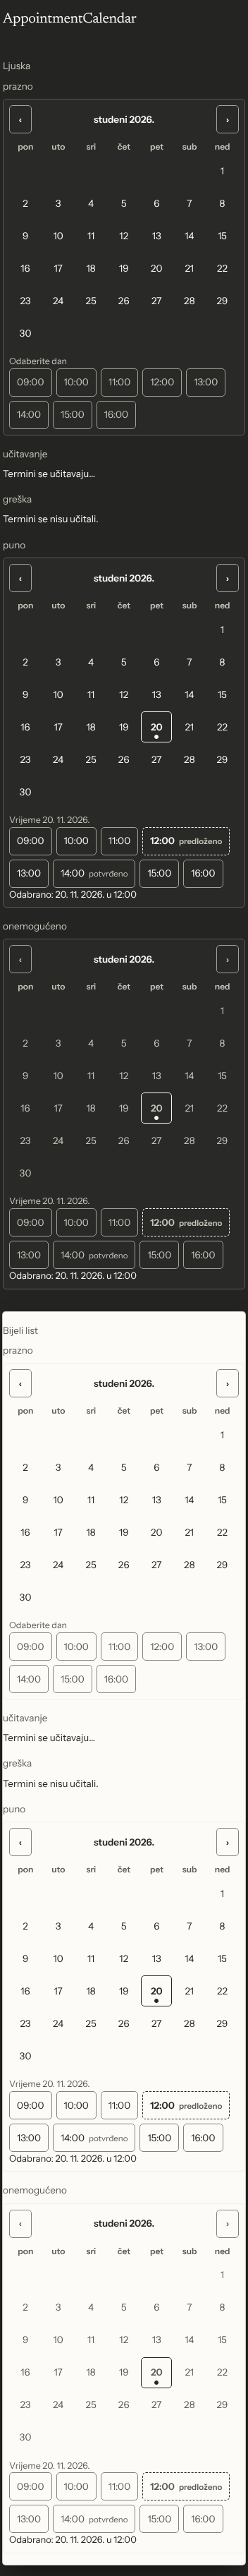 AppointmentCalendar
Ljuska
prazno
‹ studeni 2026. ›
pon uto sri čet pet sub ned
1
2 3 4 5 6 7 8
9 10 11 12 13 14 15
16 17 18 19 20 21 22
23 24 25 26 27 28 29
30
Odaberite dan
09:00 10:00 11:00 12:00 13:00
14:00 15:00 16:00
učitavanje
Termini se učitavaju...
greška
Termini se nisu učitali.
puno
‹ studeni 2026. ›
pon uto sri čet pet sub ned
1
2 3 4 5 6 7 8
9 10 11 12 13 14 15
16 17 18 19 20 21 22
23 24 25 26 27 28 29
30
Vrijeme 20. 11. 2026.
09:00 10:00 11:00 12:00 predloženo
13:00 14:00 potvrđeno 15:00 16:00
Odabrano: 20. 11. 2026. u 12:00
onemogućeno
‹ studeni 2026. ›
pon uto sri čet pet sub ned
1
2 3 4 5 6 7 8
9 10 11 12 13 14 15
16 17 18 19 20 21 22
23 24 25 26 27 28 29
30
Vrijeme 20. 11. 2026.
09:00 10:00 11:00 12:00 predloženo
13:00 14:00 potvrđeno 15:00 16:00
Odabrano: 20. 11. 2026. u 12:00
Bijeli list
prazno
‹ studeni 2026. ›
pon uto sri čet pet sub ned
1
2 3 4 5 6 7 8
9 10 11 12 13 14 15
16 17 18 19 20 21 22
23 24 25 26 27 28 29
30
Odaberite dan
09:00 10:00 11:00 12:00 13:00
14:00 15:00 16:00
učitavanje
Termini se učitavaju...
greška
Termini se nisu učitali.
puno
‹ studeni 2026. ›
pon uto sri čet pet sub ned
1
2 3 4 5 6 7 8
9 10 11 12 13 14 15
16 17 18 19 20 21 22
23 24 25 26 27 28 29
30
Vrijeme 20. 11. 2026.
09:00 10:00 11:00 12:00 predloženo
13:00 14:00 potvrđeno 15:00 16:00
Odabrano: 20. 11. 2026. u 12:00
onemogućeno
‹ studeni 2026. ›
pon uto sri čet pet sub ned
1
2 3 4 5 6 7 8
9 10 11 12 13 14 15
16 17 18 19 20 21 22
23 24 25 26 27 28 29
30
Vrijeme 20. 11. 2026.
09:00 10:00 11:00 12:00 predloženo
13:00 14:00 potvrđeno 15:00 16:00
Odabrano: 20. 11. 2026. u 12:00